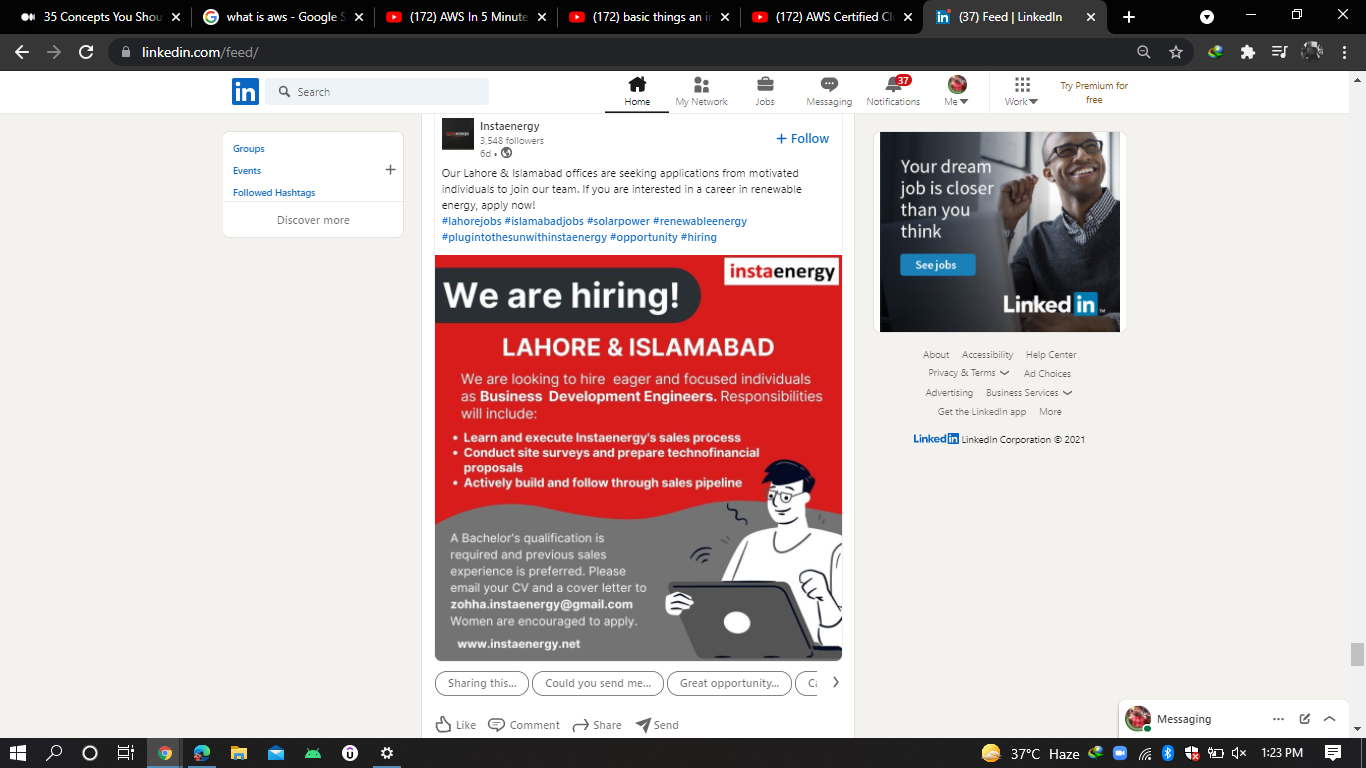 35 Concepts You Shou
what is aws - Google S
(172) AWS In 5 Minute
(172) basic things an i
(172) AWS Certified Cl
(37) Feed | LinkedIn
linkedin.com/feed/
in
Search
Home
My Network
Jobs
Messaging
37
Notifications
Me
Work
Try Premium for
free
Groups
Events
Followed Hashtags
Discover more
Instaenergy
3,548 followers
6d •
+ Follow
Our Lahore & Islamabad offices are seeking applications from motivated
individuals to join our team. If you are interested in a career in renewable
energy, apply now!
#lahorejobs #islamabadjobs #solarpower #renewableenergy
#plugintothesunwithinstaenergy #opportunity #hiring
instaenergy
We are hiring!
LAHORE & ISLAMABAD
We are looking to hire eager and focused individuals
as Business Development Engineers. Responsibilities
will include:
• Learn and execute Instaenergy's sales process
• Conduct site surveys and prepare technofinancial
proposals
• Actively build and follow through sales pipeline
A Bachelor's qualification is
required and previous sales
experience is preferred. Please
email your CV and a cover letter to
zohha.instaenergy@gmail.com
Women are encouraged to apply.
www.instaenergy.net
Sharing this...
Could you send me...
Great opportunity...
Ca
Like
Comment
Share
Send
Your dream
job is closer
than you
think
See jobs
Linked in
About Accessibility Help Center
Privacy & Terms Ad Choices
Advertising Business Services
Get the LinkedIn app More
Linked in LinkedIn Corporation © 2021
Messaging
37°C Haze
1:23 PM